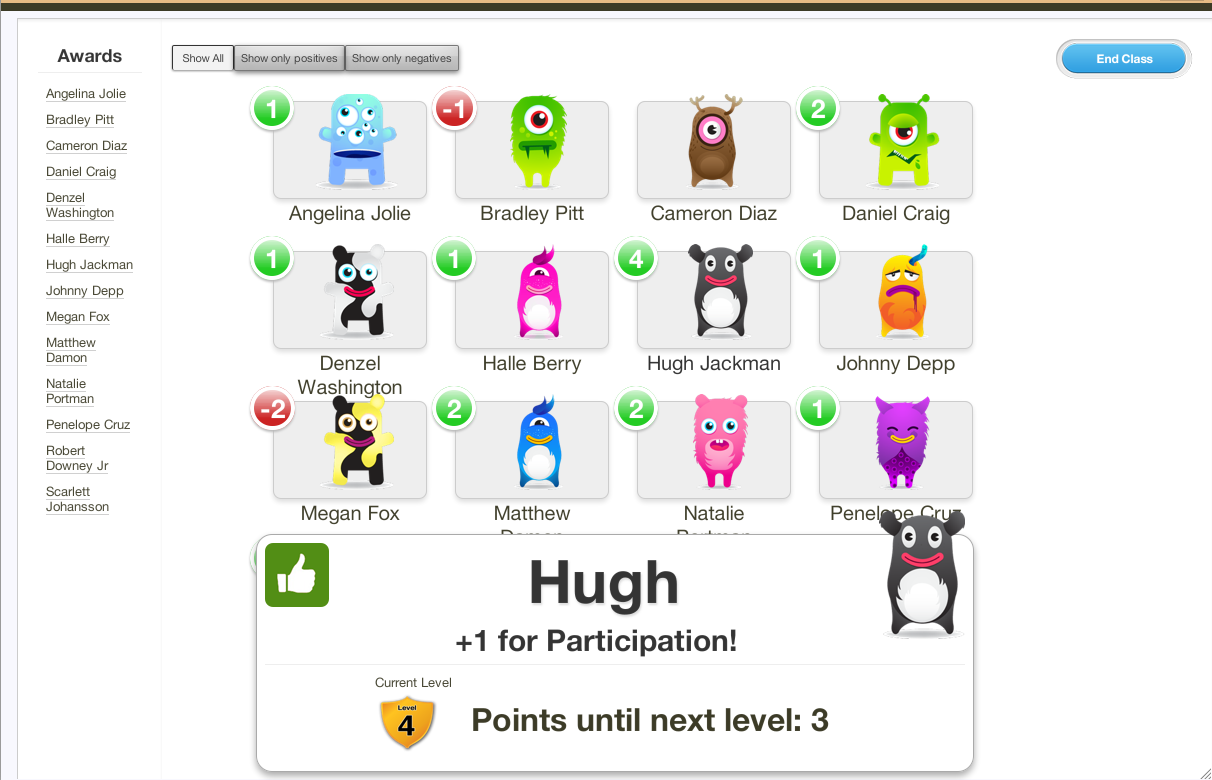 Awards
Angelina Jolie
Bradley Pitt
Cameron Diaz
Daniel Craig
Denzel
Washington
Halle Berry
Hugh Jackman
Johnny Depp
Megan Fox
Matthew
Damon
Natalie
Portman
Penelope Cruz
Robert
Downey Jr
Scarlett
Johansson
Show All Show only positives Show only negatives
End Class
1 -1 2
Angelina Jolie Bradley Pitt Cameron Diaz Daniel Craig
1 1 4 1
Denzel
Washington
Halle Berry Hugh Jackman Johnny Depp
-2 2 2 1
Megan Fox Matthew
Damon
Natalie
Portman
Penelope Cruz
Hugh
+1 for Participation!
Current Level
Level
4
Points until next level: 3